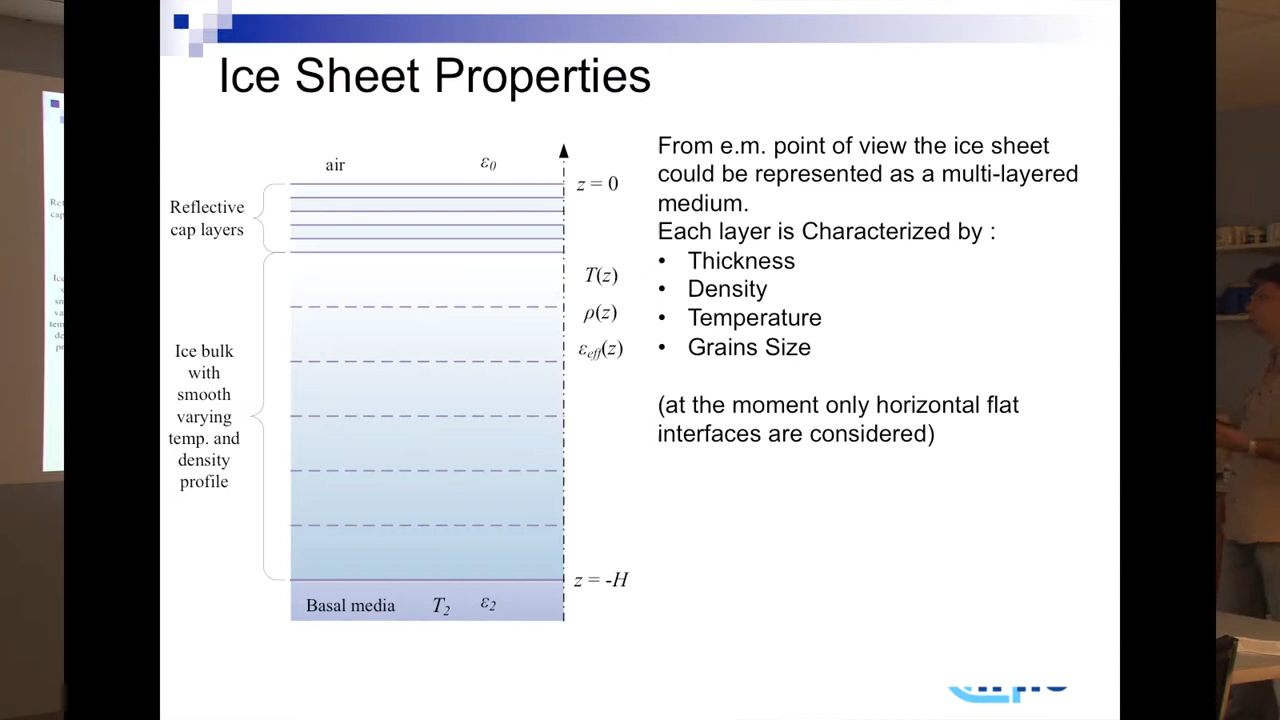 Ice Sheet Properties
air
ε0
z = 0
Reflective
cap layers
T(z)
ρ(z)
εeff(z)
Ice bulk
with
smooth
varying
temp. and
density
profile
z = -H
Basal media T2 ε2
From e.m. point of view the ice sheet
could be represented as a multi-layered
medium.
Each layer is Characterized by :
• Thickness
• Density
• Temperature
• Grains Size
(at the moment only horizontal flat
interfaces are considered)